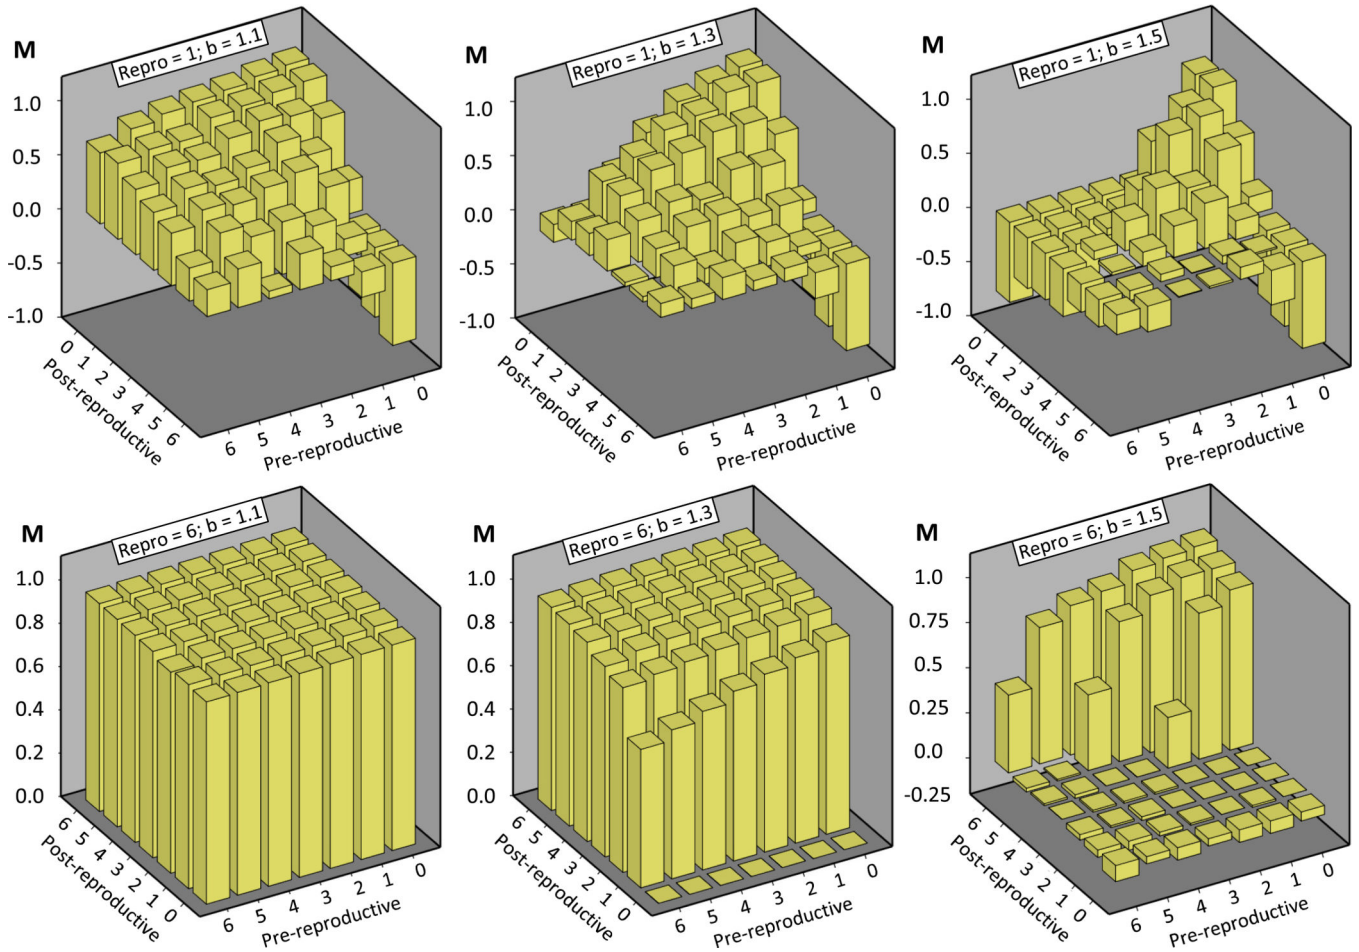 M
Repro = 1; b = 1.1
1.0
0.5
0.0
-0.5
-1.0
0 1 2 3 4 5 6
Post-reproductive
6 5 4 3 2 1 0
Pre-reproductive
M
Repro = 1; b = 1.3
1.0
0.5
0.0
-0.5
-1.0
0 1 2 3 4 5 6
Post-reproductive
6 5 4 3 2 1 0
Pre-reproductive
M
Repro = 1; b = 1.5
1.0
0.5
0.0
-0.5
-1.0
0 1 2 3 4 5 6
Post-reproductive
6 5 4 3 2 1 0
Pre-reproductive
M
Repro = 6; b = 1.1
1.0
0.8
0.6
0.4
0.2
0.0
6 5 4 3 2 1 0
Post-reproductive
6 5 4 3 2 1 0
Pre-reproductive
M
Repro = 6; b = 1.3
1.0
0.8
0.6
0.4
0.2
0.0
6 5 4 3 2 1 0
Post-reproductive
6 5 4 3 2 1 0
Pre-reproductive
M
Repro = 6; b = 1.5
1.0
0.75
0.5
0.25
0.0
-0.25
6 5 4 3 2 1 0
Post-reproductive
6 5 4 3 2 1 0
Pre-reproductive